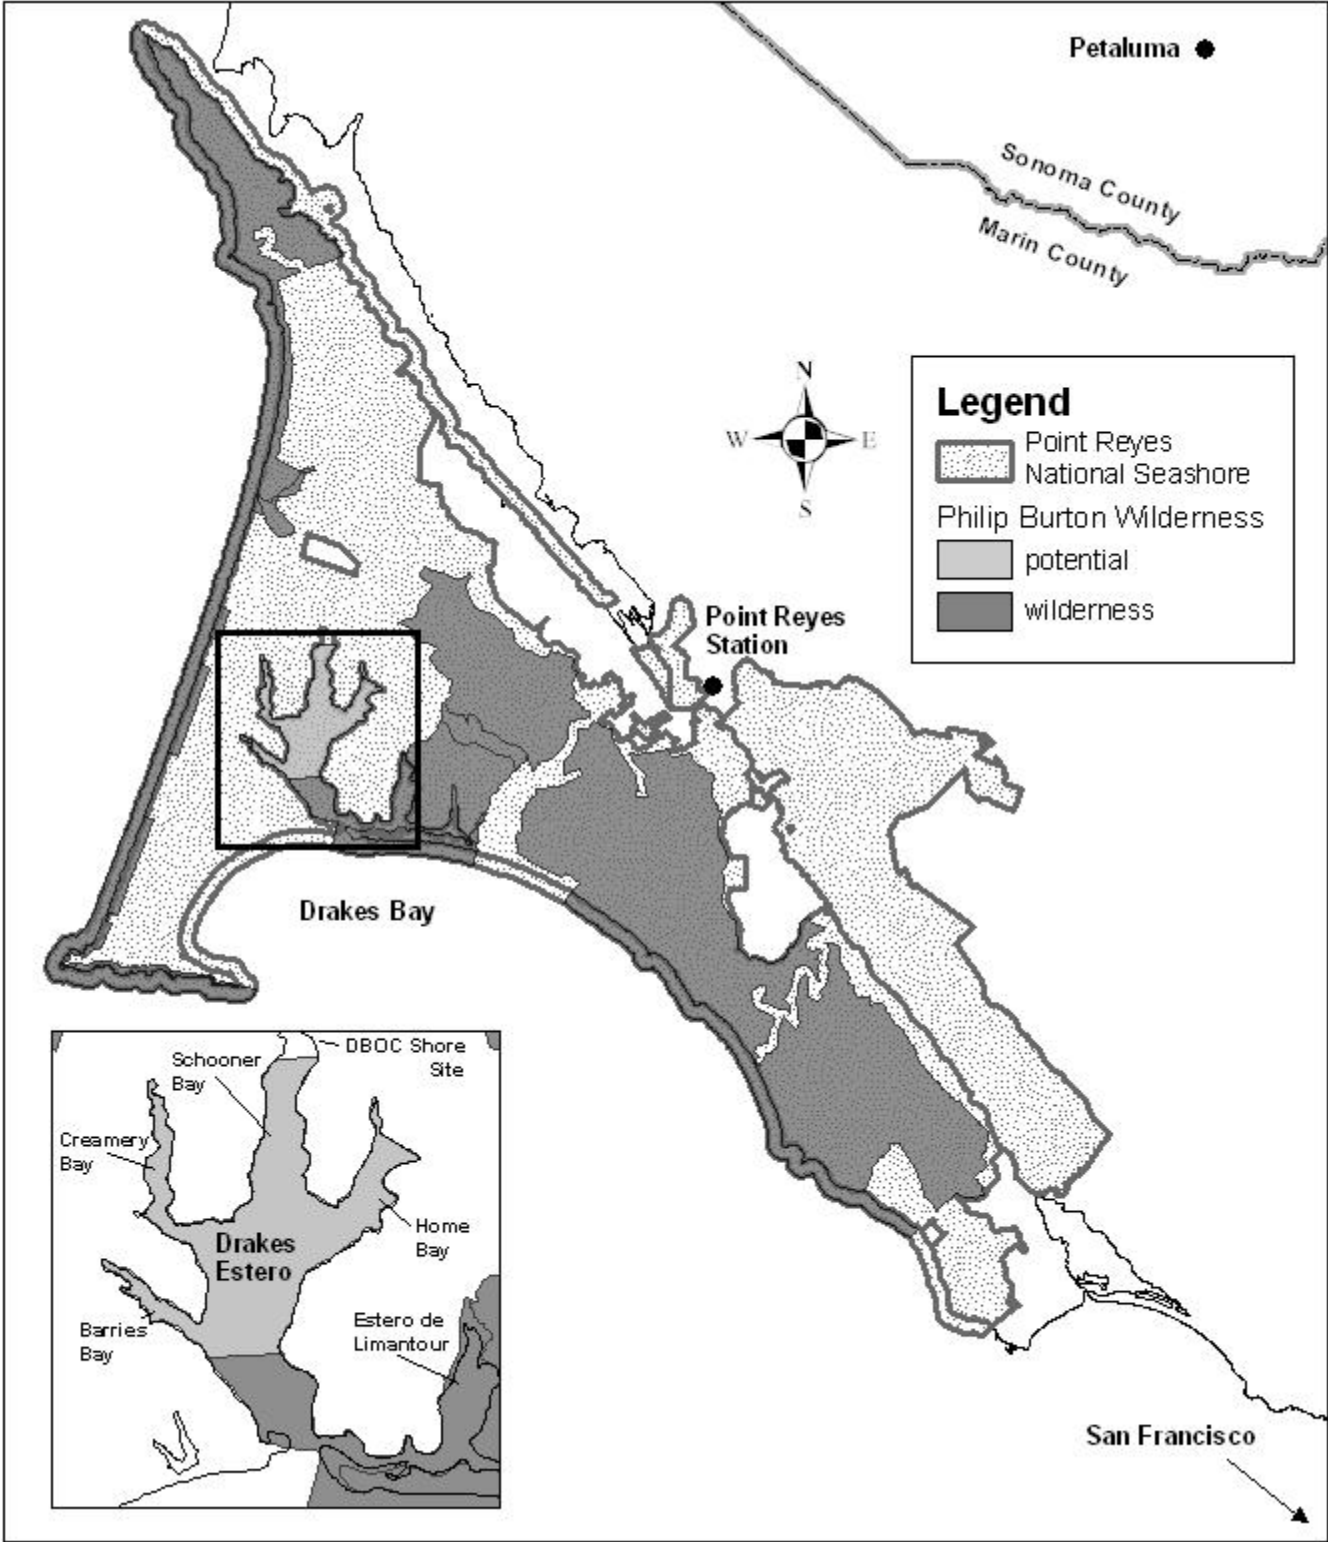 Petaluma
Sonoma County
Marin County
N
W
E
S
Legend
Point Reyes
National Seashore
Philip Burton Wilderness
potential
wilderness
Point Reyes
Station
Drakes Bay
DBOC Shore
Site
Schooner
Bay
Creamery
Bay
Drakes
Estero
Home
Bay
Barries
Bay
Estero de
Limantour
San Francisco